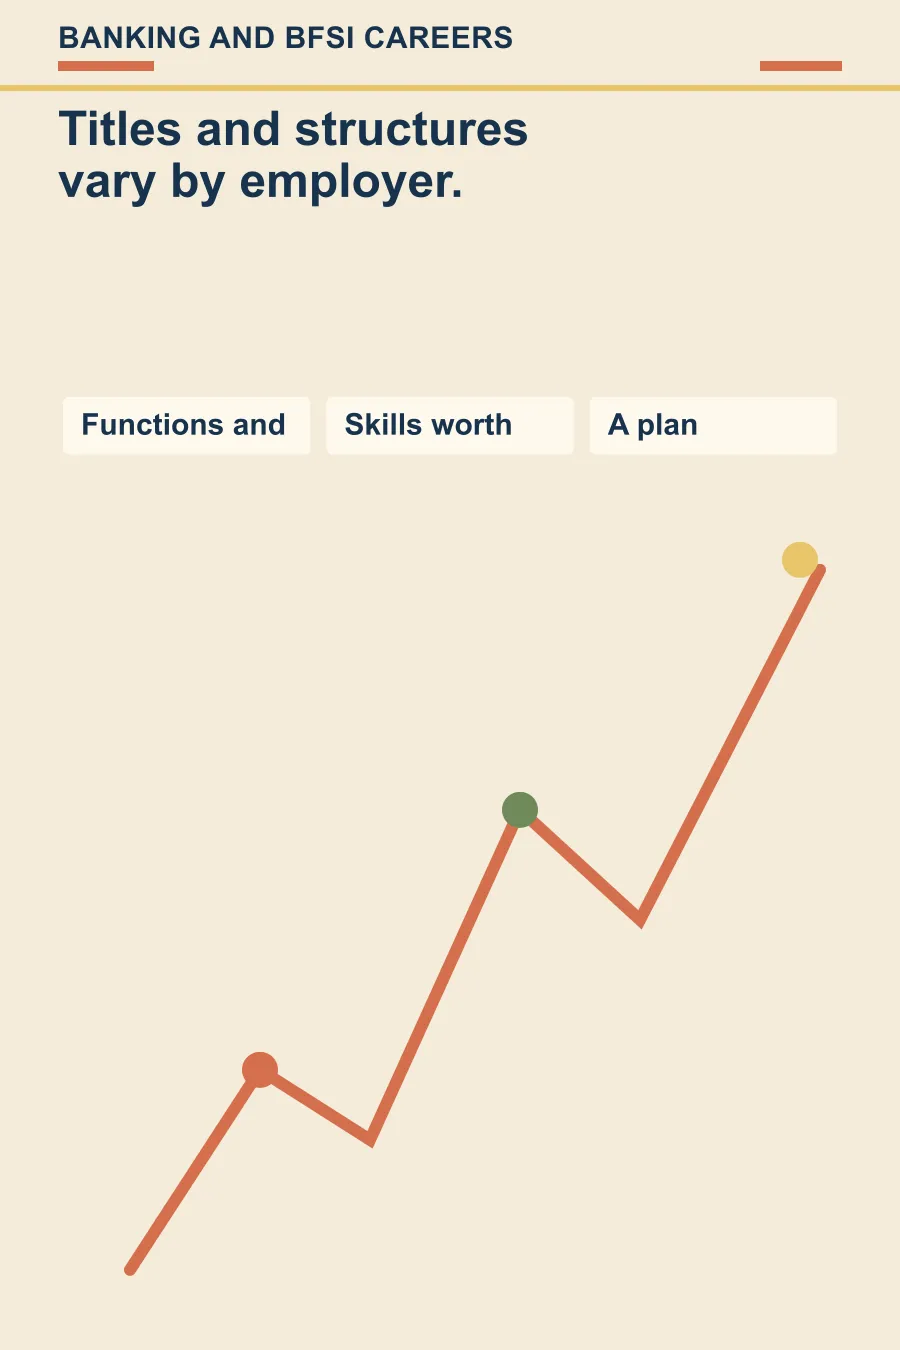 BANKING AND BFSI CAREERS
Titles and structures
vary by employer.
Functions and
Skills worth
A plan